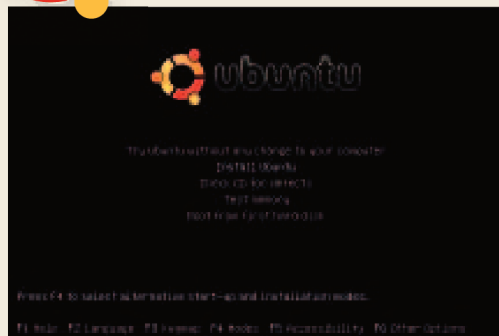 ubuntu
Try Ubuntu without any change to your computer
Install Ubuntu
Check CD for defects
Test memory
Boot from first hard disk
Press F4 to select alternative start-up and installation modes.
F1 Help F2 Language F3 Keymap F4 Modes F5 Accessibility F6 Other Options